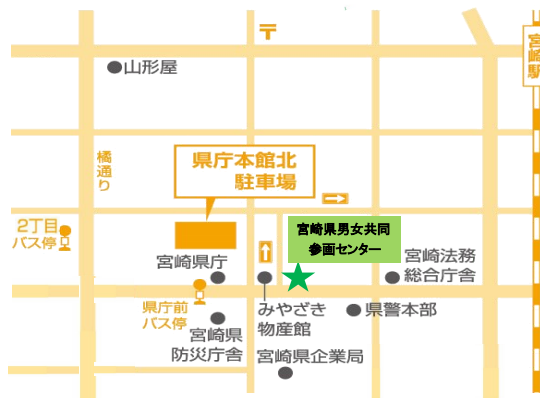 〒
宮崎駅
山形屋
橘通り
県庁本館北
駐車場
2丁目
バス停
宮崎県男女共同
参画センター
宮崎県庁
宮崎法務
総合庁舎
県庁前
バス停
みやざき
物産館
県警本部
宮崎県
防災庁舎
宮崎県企業局